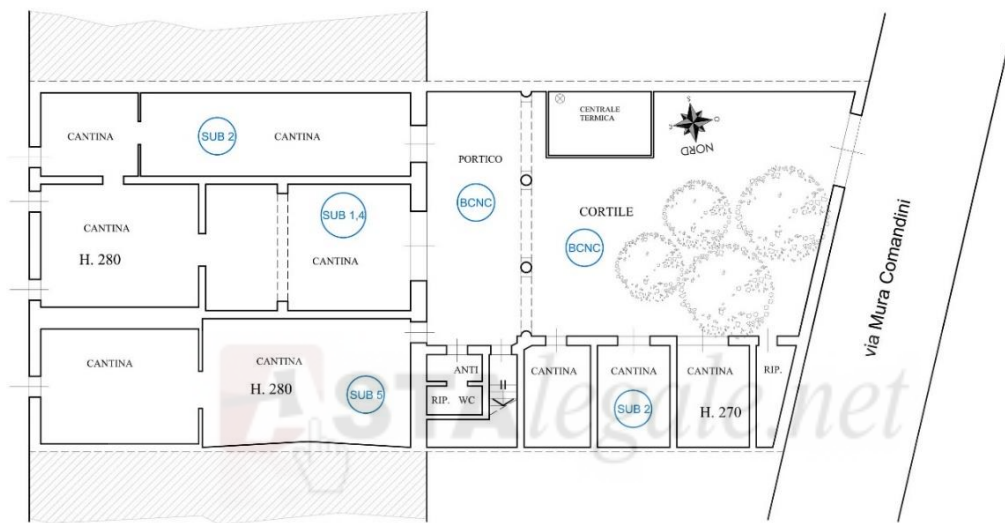 CENTRALE
TERMICA
S
O
E
NORD
CANTINA
SUB 2
CANTINA
PORTICO
BCNC
CORTILE
BCNC
CANTINA
H. 280
SUB 1,4
CANTINA
via Mura Comandini
CANTINA
CANTINA
H. 280
SUB 5
ANTI
RIP. WC
CANTINA
CANTINA
SUB 2
CANTINA
H. 270
RIP.
ASTAlegale.net